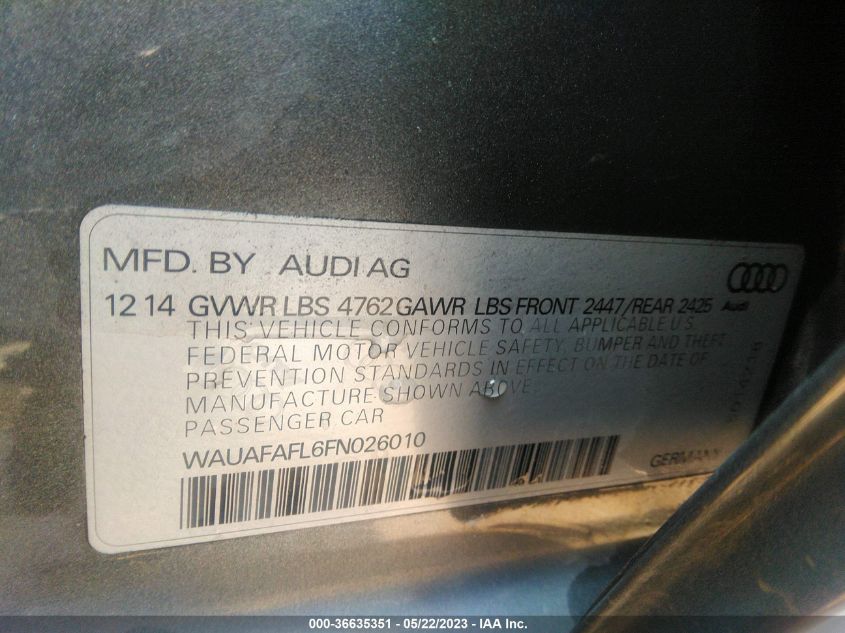 MFD. BY AUDI AG
12 14 GVWR LBS 4762 GAWR LBS FRONT 2447/REAR 2425 Audi
THIS VEHICLE CONFORMS TO ALL APPLICABLE U.S.
FEDERAL MOTOR VEHICLE SAFETY, BUMPER AND THEFT
PREVENTION STANDARDS IN EFFECT ON THE DATE OF
MANUFACTURE SHOWN ABOVE.
PASSENGER CAR
WAUAFAFL6FN026010
GERMANY
000-36635351 - 05/22/2023 - IAA Inc.